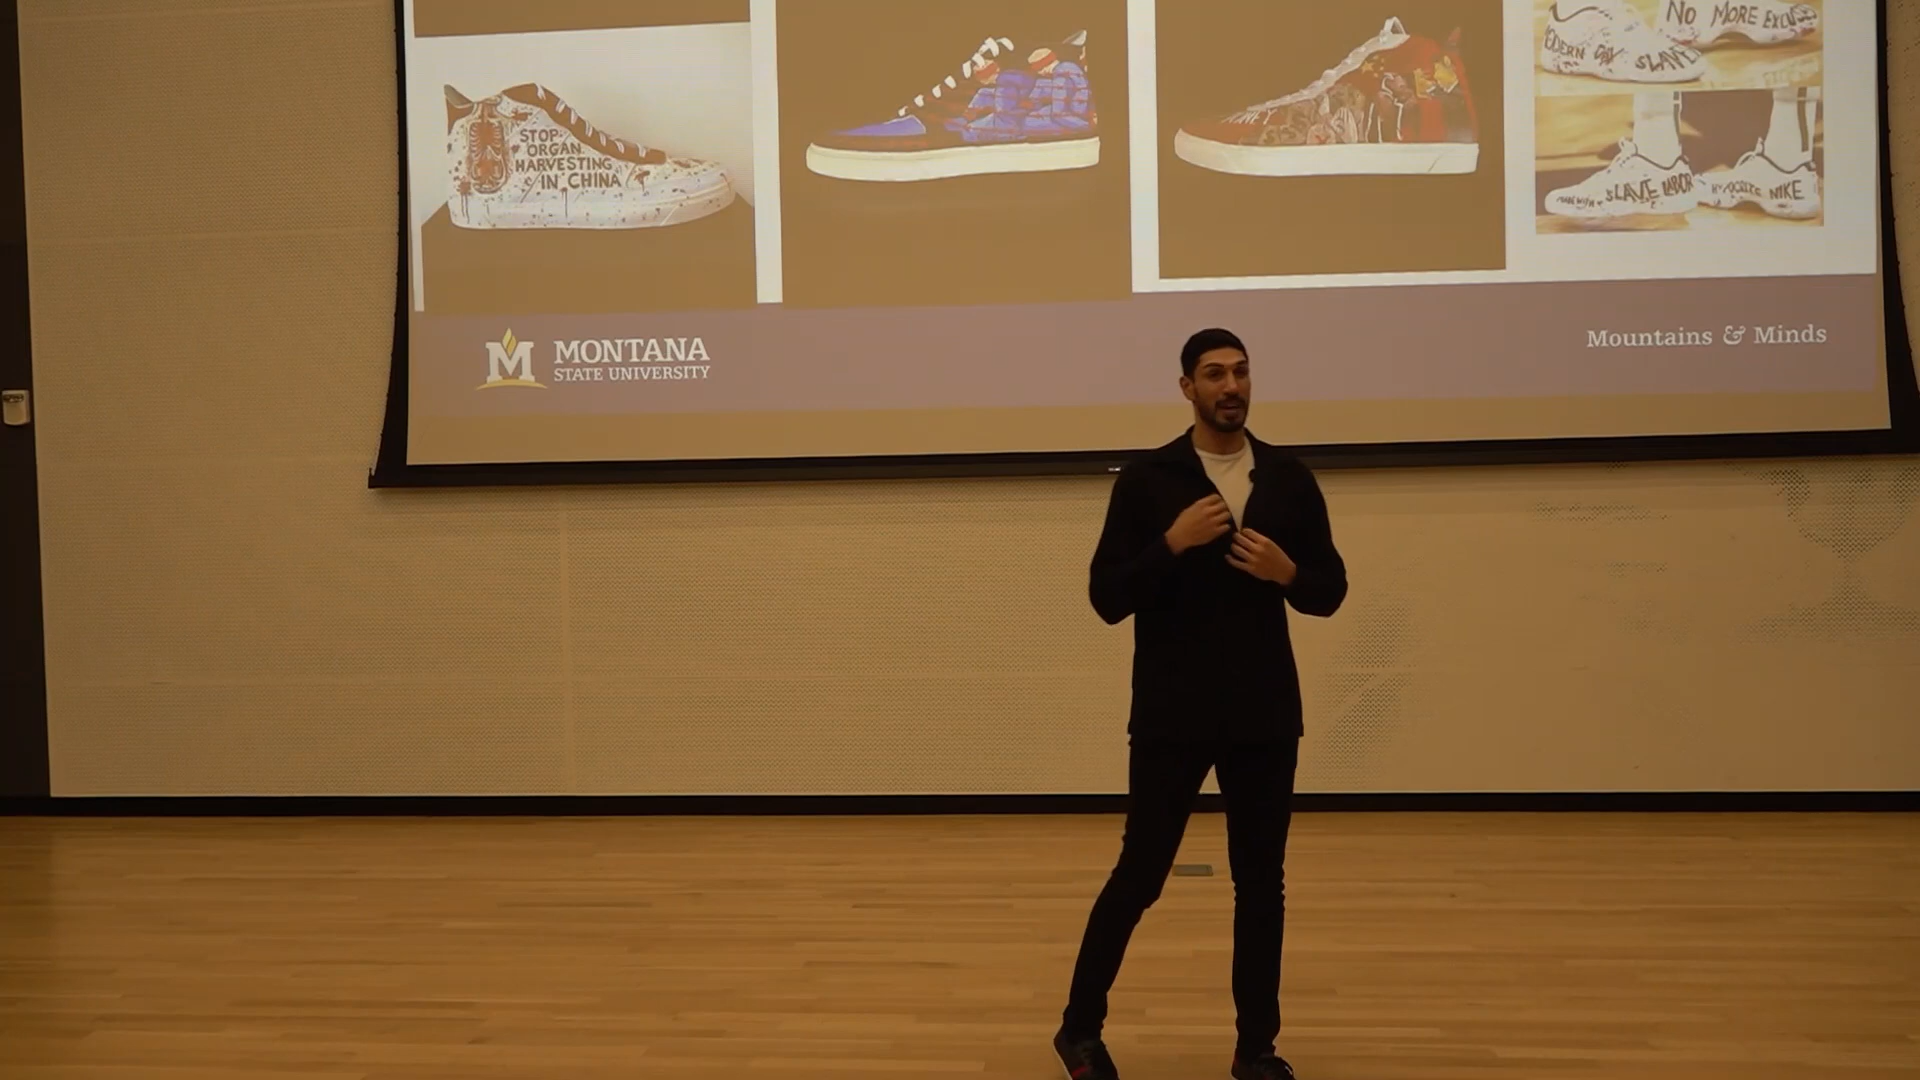 STOP
ORGAN
HARVESTING
IN CHINA
NO MORE
MODERN DAY SLAVE
SLAVE LABOR
NIKE
MONTANA
STATE UNIVERSITY
Mountains & Minds